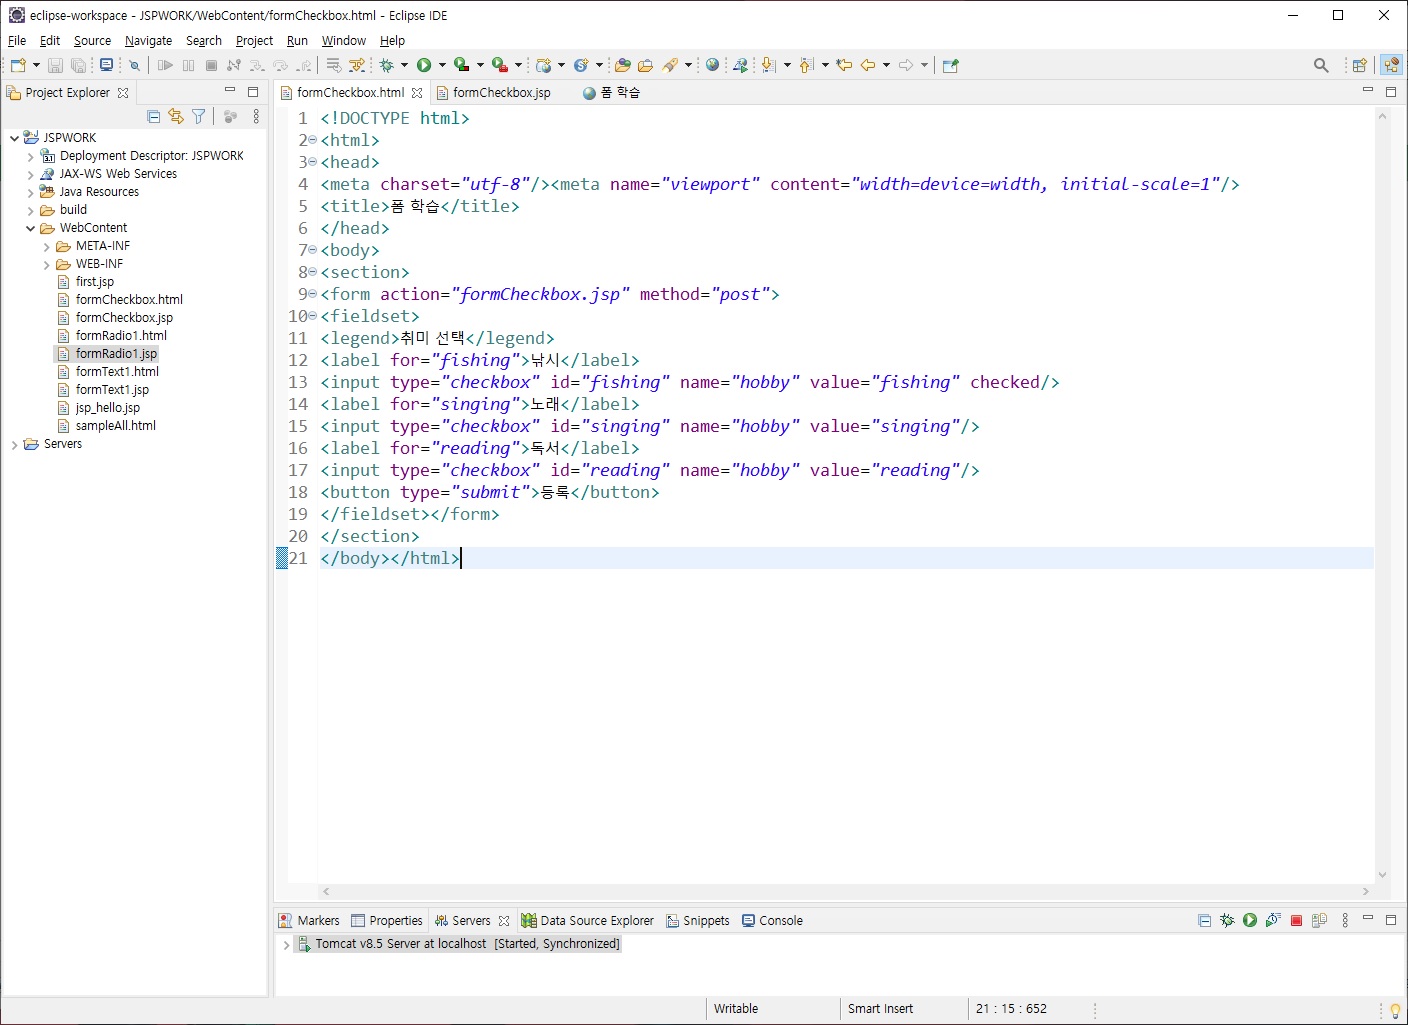 eclipse-workspace - JSPWORK/WebContent/formCheckbox.html - Eclipse IDE
File Edit Source Navigate Search Project Run Window Help
Project Explorer
JSPWORK
Deployment Descriptor: JSPWORK
JAX-WS Web Services
Java Resources
build
WebContent
META-INF
WEB-INF
first.jsp
formCheckbox.html
formCheckbox.jsp
formRadio1.html
formRadio1.jsp
formText1.html
formText1.jsp
jsp_hello.jsp
sampleAll.html
Servers
formCheckbox.html formCheckbox.jsp 폼 학습
1 <!DOCTYPE html>
2 <html>
3 <head>
4 <meta charset="utf-8"/><meta name="viewport" content="width=device=width, initial-scale=1"/>
5 <title>폼 학습</title>
6 </head>
7 <body>
8 <section>
9 <form action="formCheckbox.jsp" method="post">
10 <fieldset>
11 <legend>취미 선택</legend>
12 <label for="fishing">낚시</label>
13 <input type="checkbox" id="fishing" name="hobby" value="fishing" checked/>
14 <label for="singing">노래</label>
15 <input type="checkbox" id="singing" name="hobby" value="singing"/>
16 <label for="reading">독서</label>
17 <input type="checkbox" id="reading" name="hobby" value="reading"/>
18 <button type="submit">등록</button>
19 </fieldset></form>
20 </section>
21 </body></html>
Markers Properties Servers Data Source Explorer Snippets Console
Tomcat v8.5 Server at localhost [Started, Synchronized]
Writable Smart Insert 21 : 15 : 652